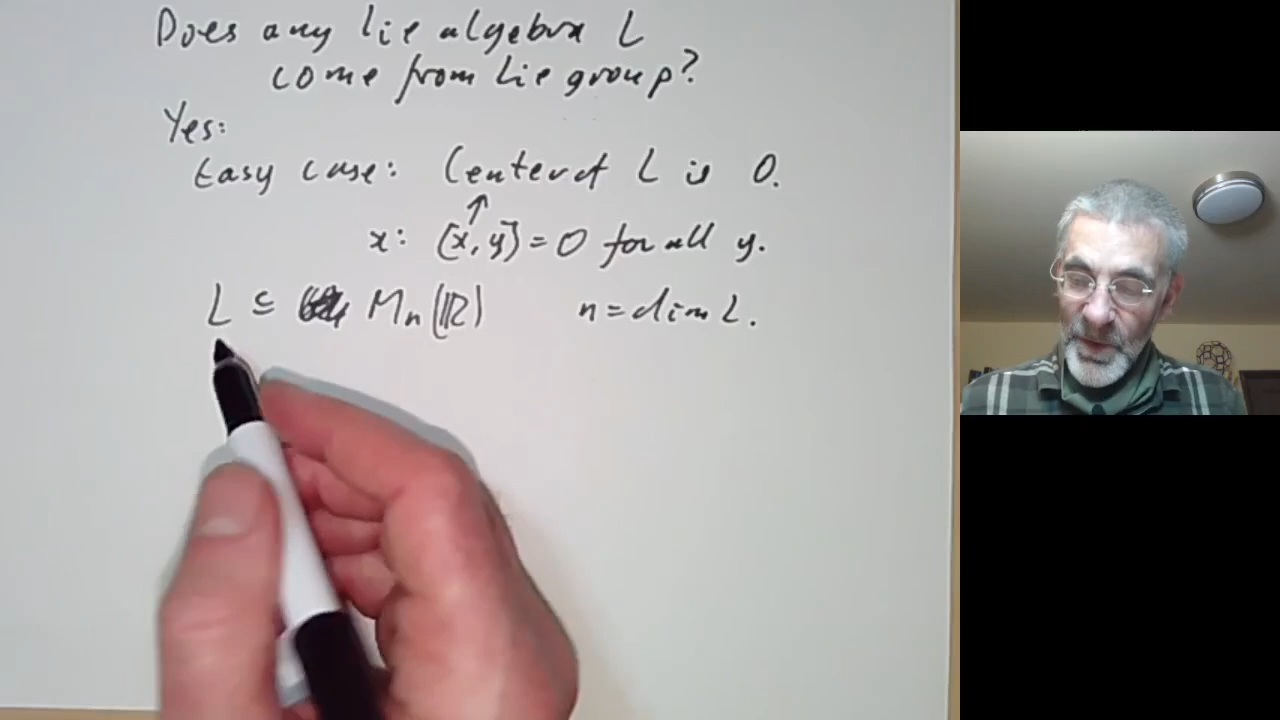 Does any Lie algebra L
come from Lie group?
Yes:
Easy case: Center of L is 0.
x: [x, y] = 0 for all y.
L ⊆ Mn(ℝ) n = dim L.